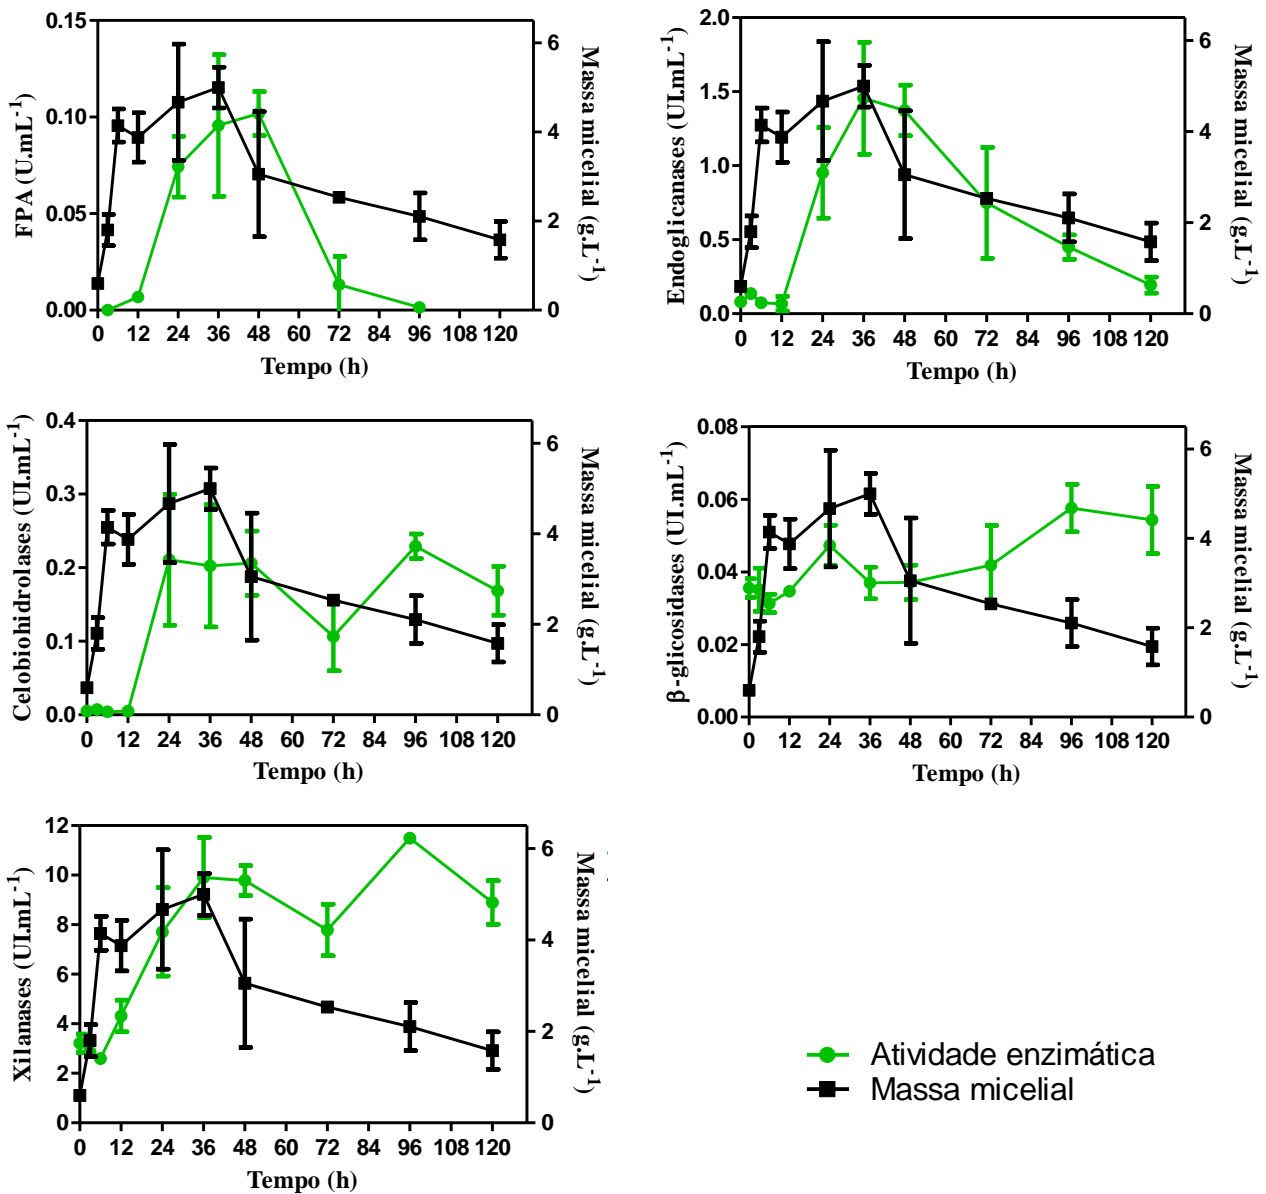 0.15
0.10
0.05
0.00
FPA (U.mL-1)
6
4
2
0
Massa micelial (g.L-1)
0 12 24 36 48 60 72 84 96 108 120
Tempo (h)
2.0
1.5
1.0
0.5
0.0
Endoglicanases (UI.mL-1)
6
4
2
0
Massa micelial (g.L-1)
0 12 24 36 48 60 72 84 96 108 120
Tempo (h)
0.4
0.3
0.2
0.1
0.0
Celobiohidrolases (UI.mL-1)
6
4
2
0
Massa micelial (g.L-1)
0 12 24 36 48 60 72 84 96 108 120
Tempo (h)
0.08
0.06
0.04
0.02
0.00
β-glicosidases (UI.mL-1)
6
4
2
0
Massa micelial (g.L-1)
0 12 24 36 48 60 72 84 96 108 120
Tempo (h)
12
10
8
6
4
2
0
Xilanases (UI.mL-1)
6
4
2
0
Massa micelial (g.L-1)
0 12 24 36 48 60 72 84 96 108 120
Tempo (h)
Atividade enzimática
Massa micelial